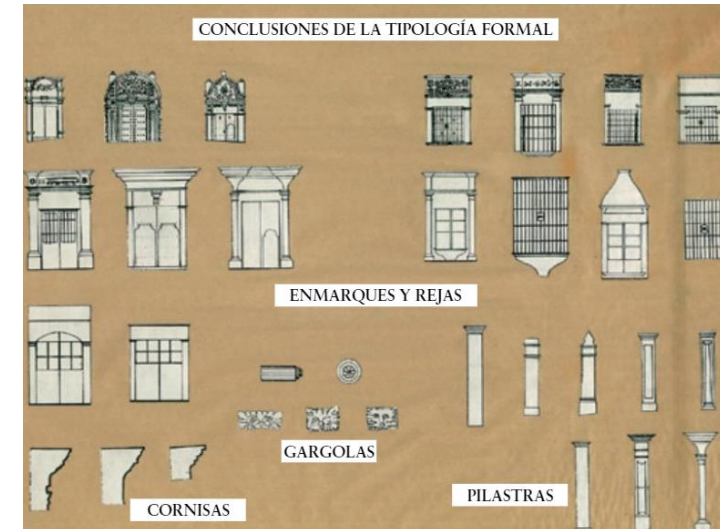 CONCLUSIONES DE LA TIPOLOGÍA FORMAL
ENMARQUES Y REJAS
GARGOLAS
PILASTRAS
CORNISAS